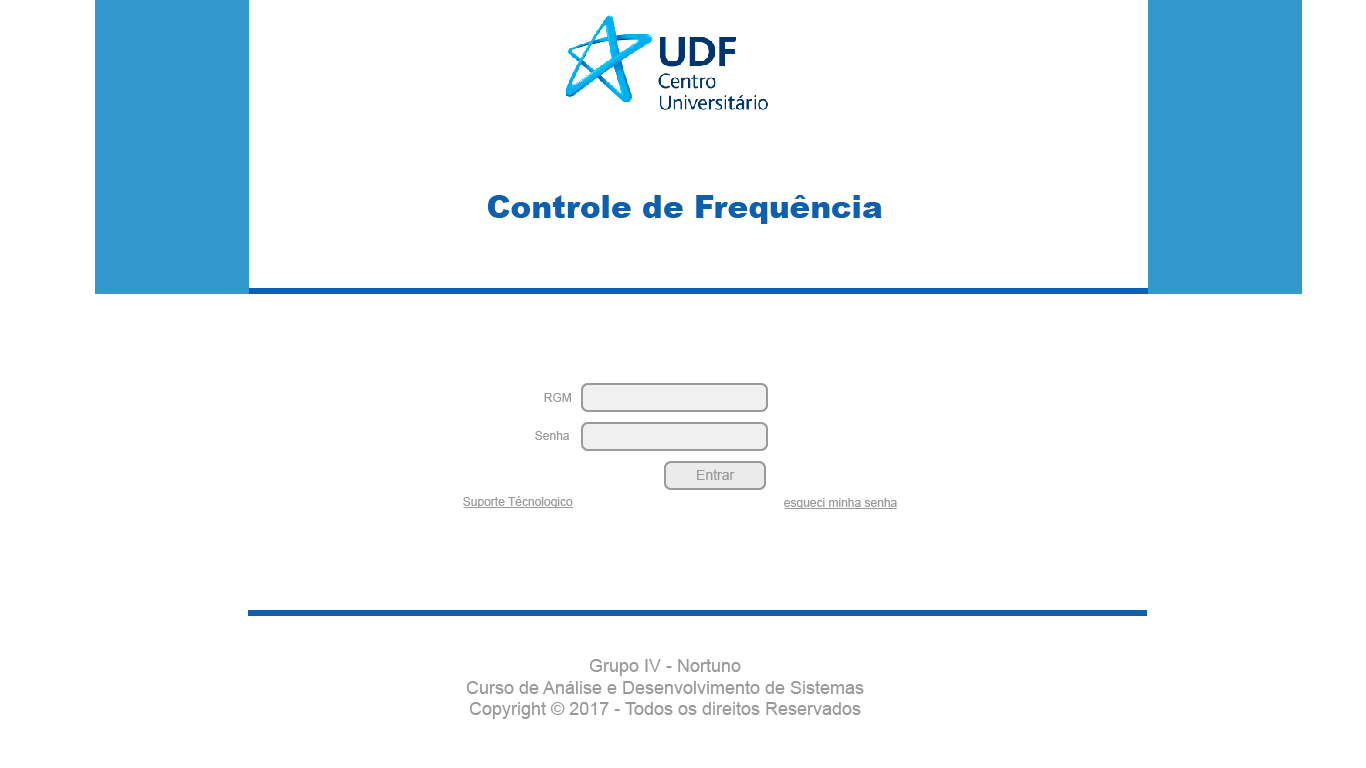 UDF
Centro
Universitário
Controle de Frequência
RGM
Senha
Entrar
Suporte Técnologico
esqueci minha senha
Grupo IV - Nortuno
Curso de Análise e Desenvolvimento de Sistemas
Copyright © 2017 - Todos os direitos Reservados